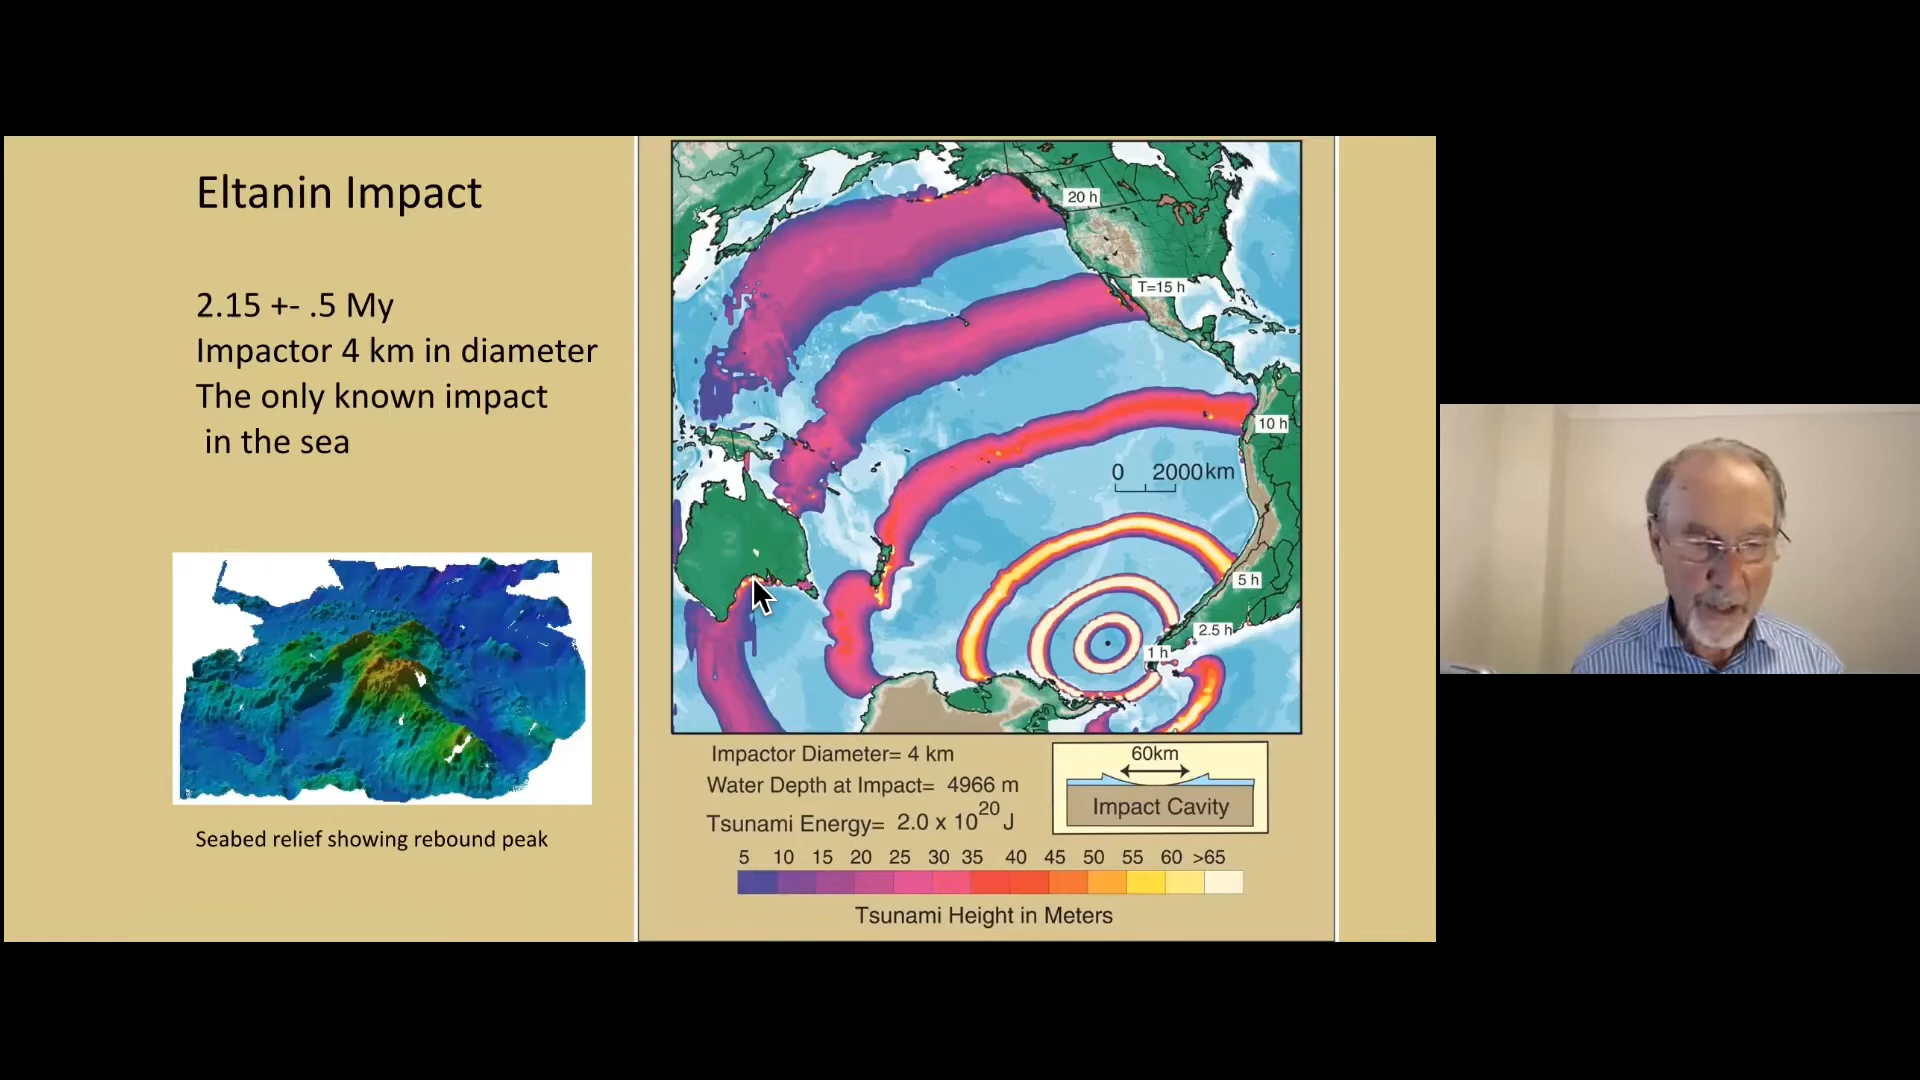 Eltanin Impact
2.15 +- .5 My
Impactor 4 km in diameter
The only known impact
in the sea
Seabed relief showing rebound peak
20 h
T=15 h
10 h
0 2000km
5 h
2.5 h
1 h
Impactor Diameter= 4 km
Water Depth at Impact= 4966 m
Tsunami Energy= 2.0 x 10²⁰ J
60km
Impact Cavity
5 10 15 20 25 30 35 40 45 50 55 60 >65
Tsunami Height in Meters